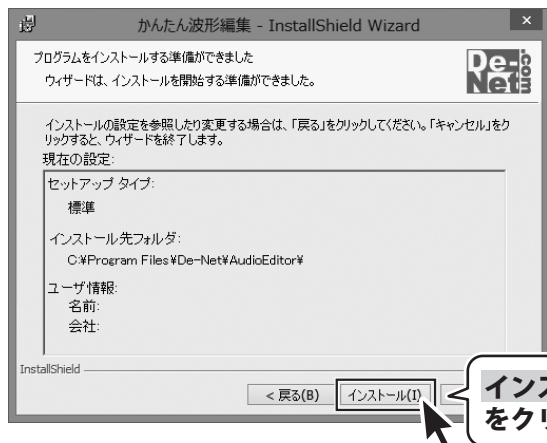 かんたん波形編集 - InstallShield Wizard
プログラムをインストールする準備ができました
ウィザードは、インストールを開始する準備ができました。
De-Net.com
インストールの設定を参照したり変更する場合は、「戻る」をクリックしてください。「キャンセル」をク
リックすると、ウィザードを終了します。
現在の設定:
セットアップ タイプ:
標準
インストール先フォルダ:
C:¥Program Files¥De-Net¥AudioEditor¥
ユーザ情報:
名前:
会社:
InstallShield
< 戻る(B)
インストール(I)
インス
をクリ